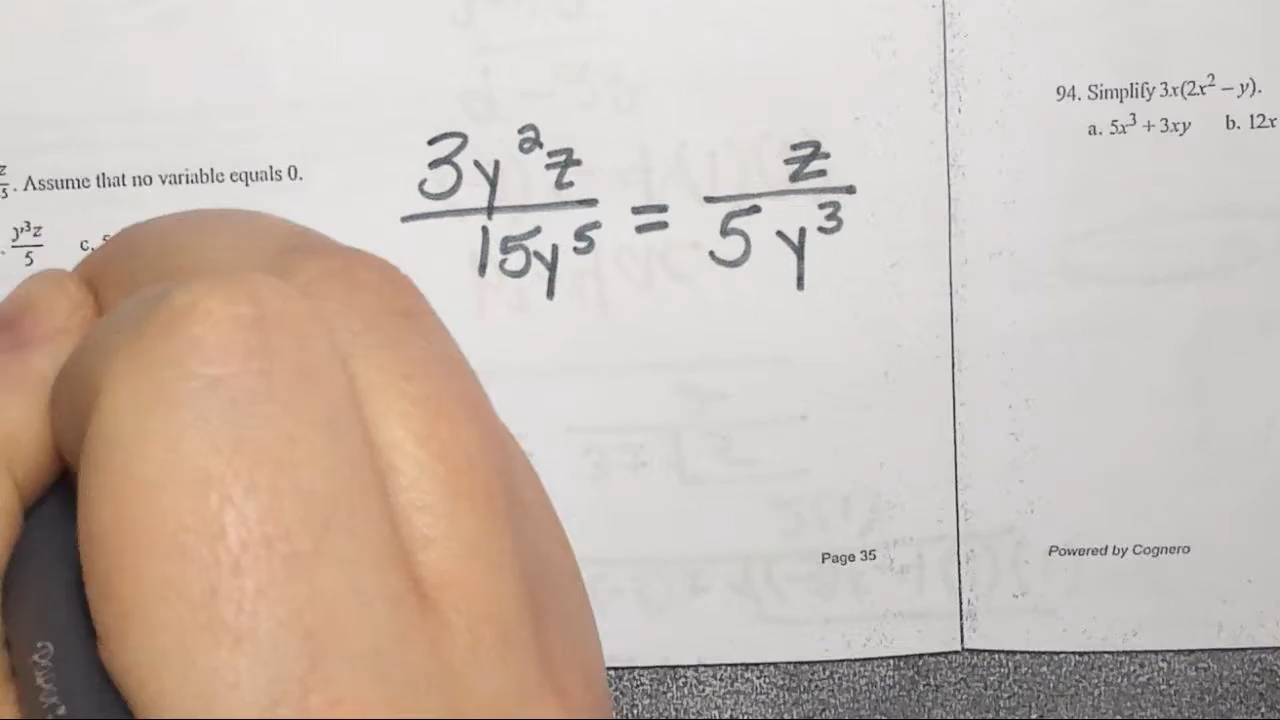 z/5. Assume that no variable equals 0.
y³z/5 c.
3y²z/15y⁵ = z/5y³
94. Simplify 3x(2x² – y).
a. 5x³ + 3xy b. 12x
Page 35
Powered by Cognero